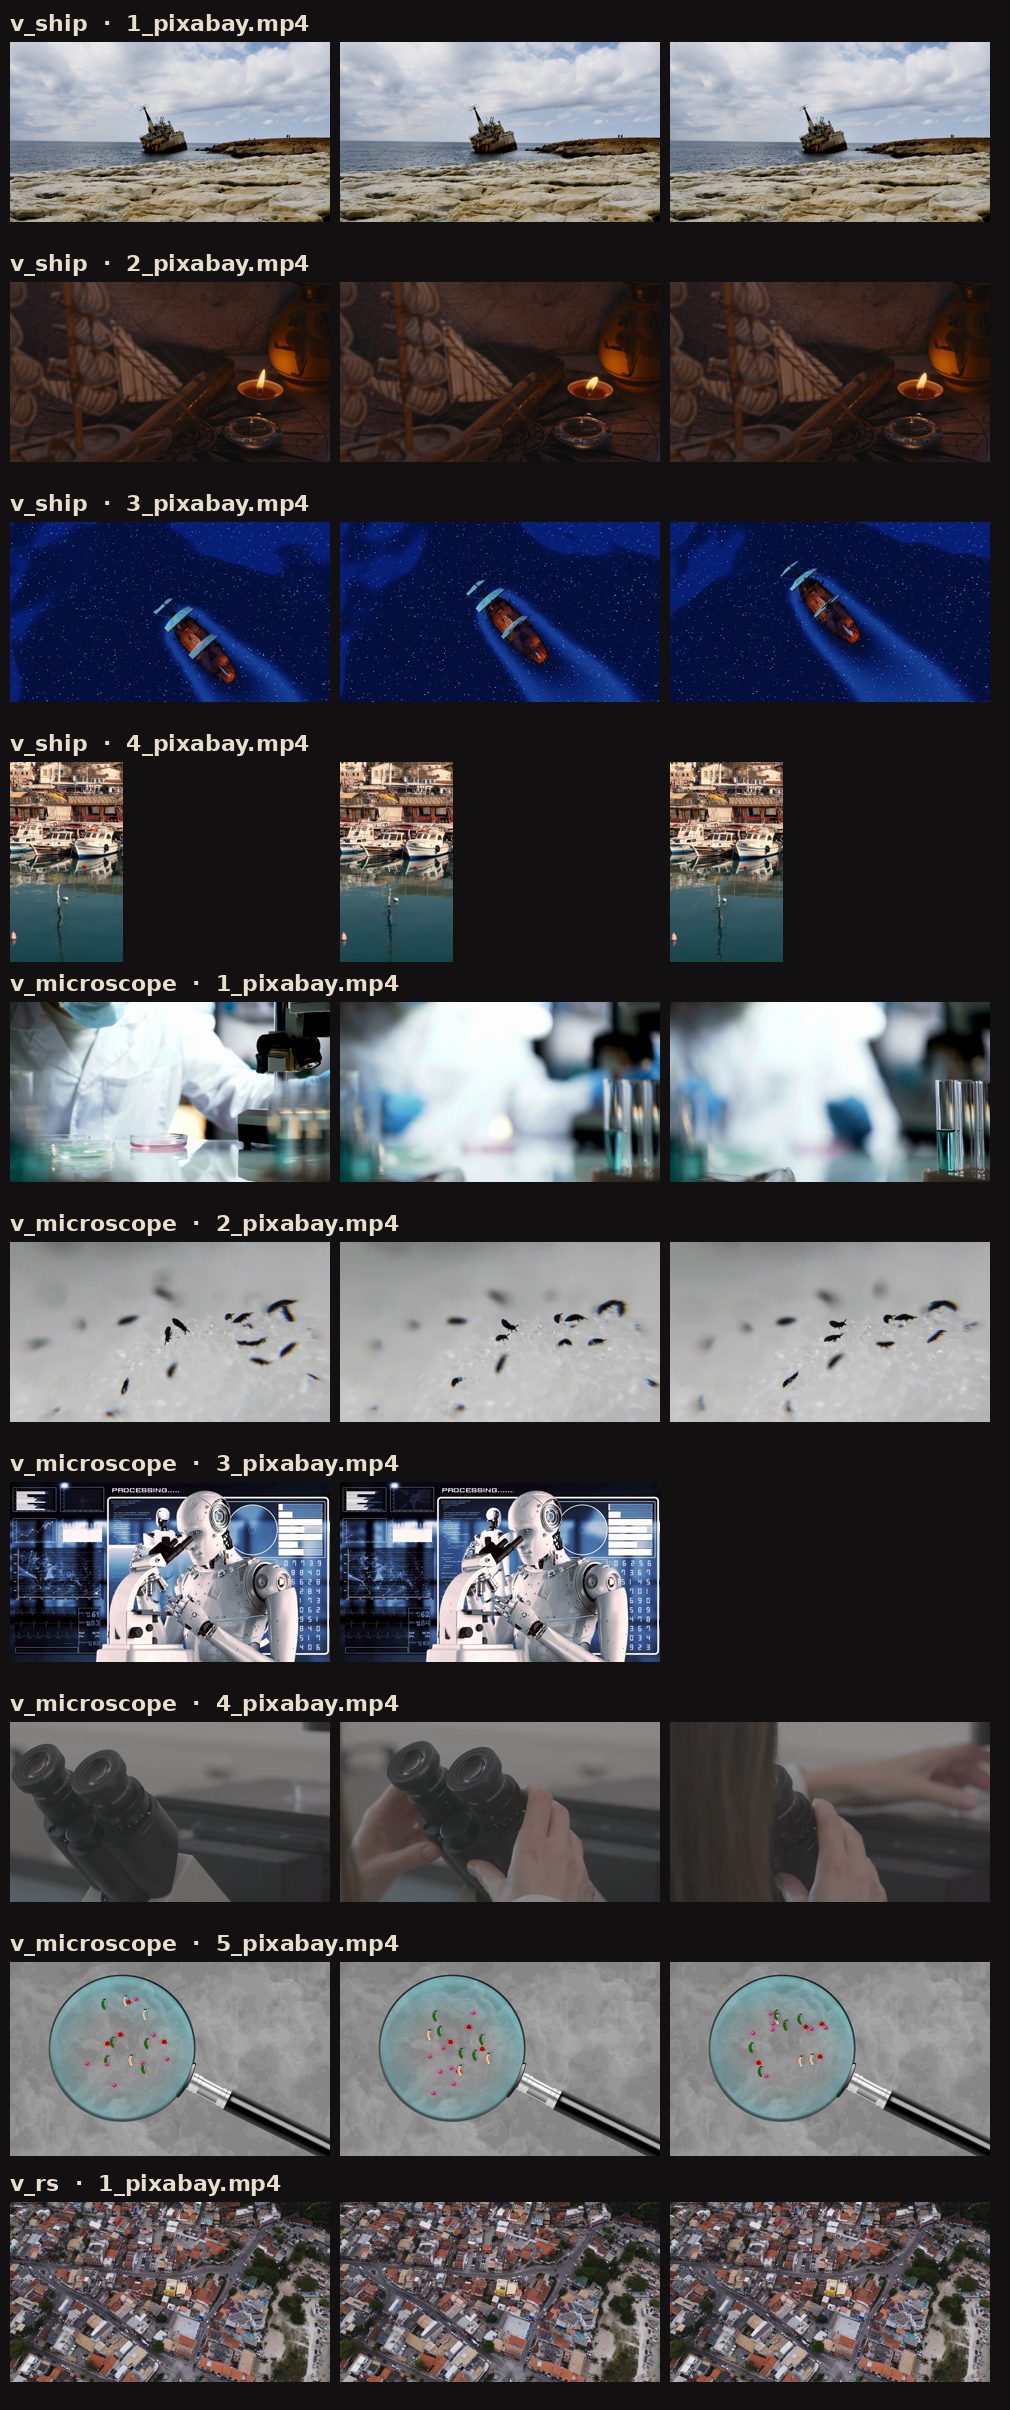 v_ship · 1_pixabay.mp4
v_ship · 2_pixabay.mp4
v_ship · 3_pixabay.mp4
v_ship · 4_pixabay.mp4
v_microscope · 1_pixabay.mp4
v_microscope · 2_pixabay.mp4
v_microscope · 3_pixabay.mp4
PROCESSING..... PROCESSING.....
v_microscope · 4_pixabay.mp4
v_microscope · 5_pixabay.mp4
v_rs · 1_pixabay.mp4